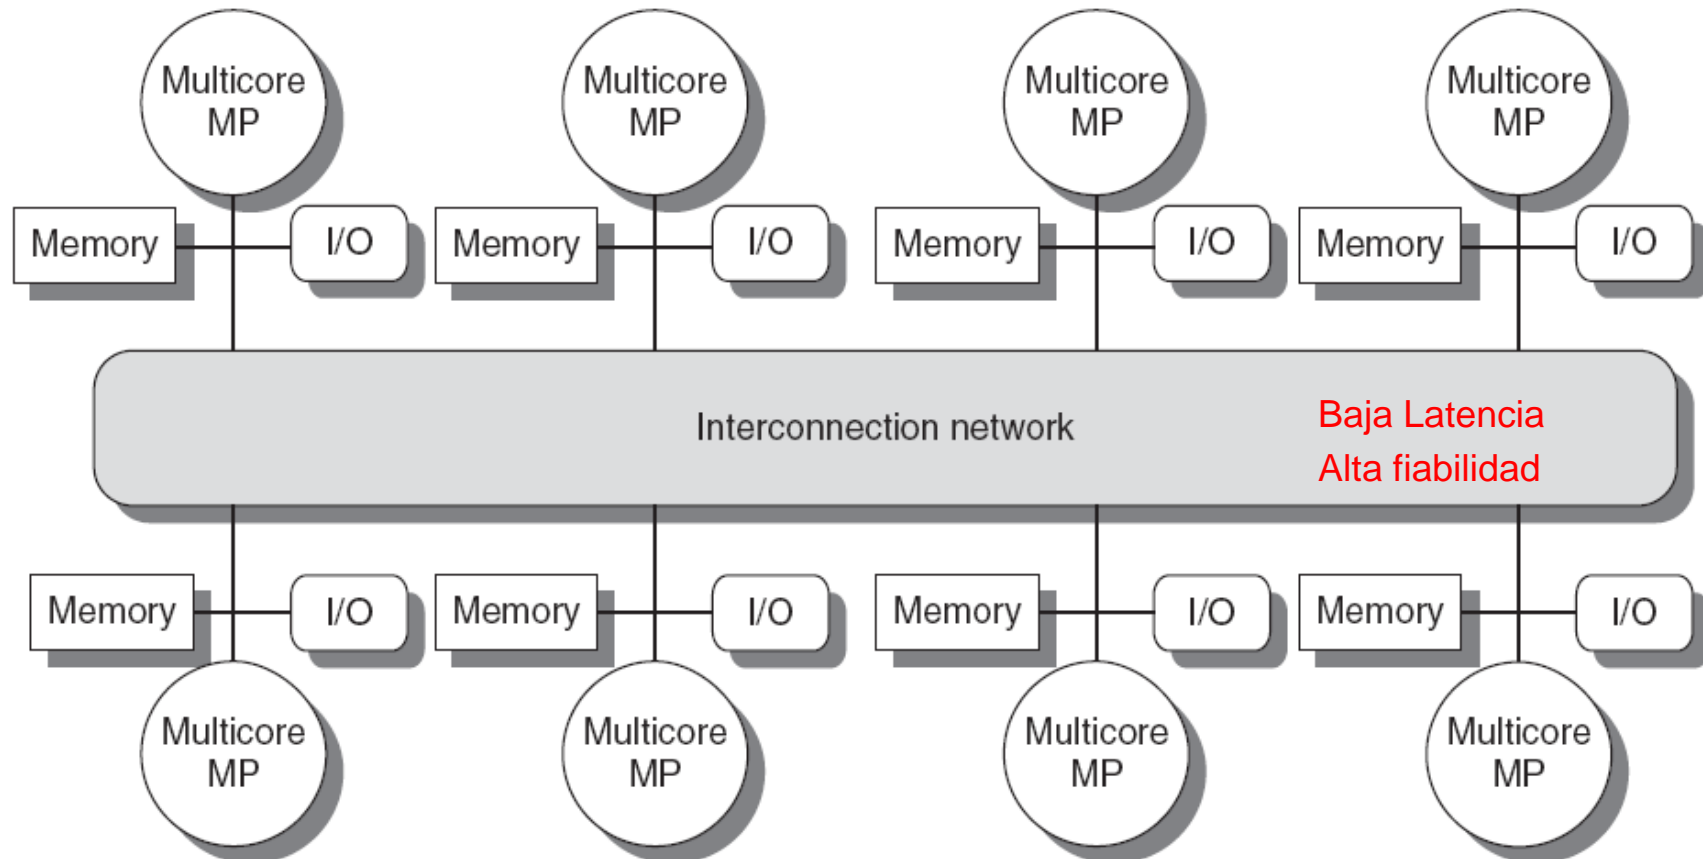 Multicore
MP
Multicore
MP
Multicore
MP
Multicore
MP
Memory
I/O
Memory
I/O
Memory
I/O
Memory
I/O
Interconnection network
Baja Latencia
Alta fiabilidad
Memory
I/O
Memory
I/O
Memory
I/O
Memory
I/O
Multicore
MP
Multicore
MP
Multicore
MP
Multicore
MP